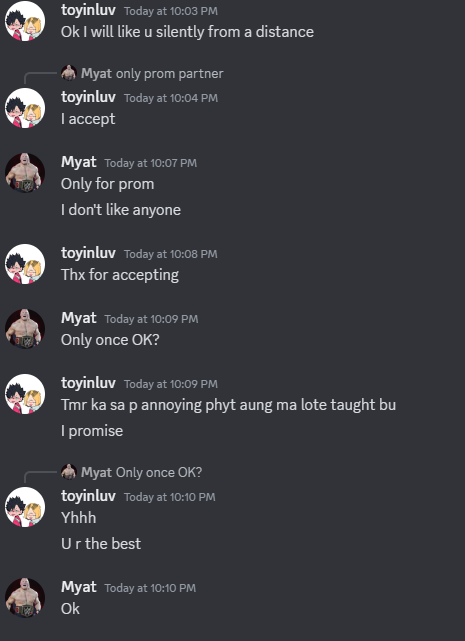 toyinluv Today at 10:03 PM
Ok I will like u silently from a distance
Myat only prom partner
toyinluv Today at 10:04 PM
I accept
Myat Today at 10:07 PM
Only for prom
I don't like anyone
toyinluv Today at 10:08 PM
Thx for accepting
Myat Today at 10:09 PM
Only once OK?
toyinluv Today at 10:09 PM
Tmr ka sa p annoying phyt aung ma lote taught bu
I promise
Myat Only once OK?
toyinluv Today at 10:10 PM
Yhhh
U r the best
Myat Today at 10:10 PM
Ok